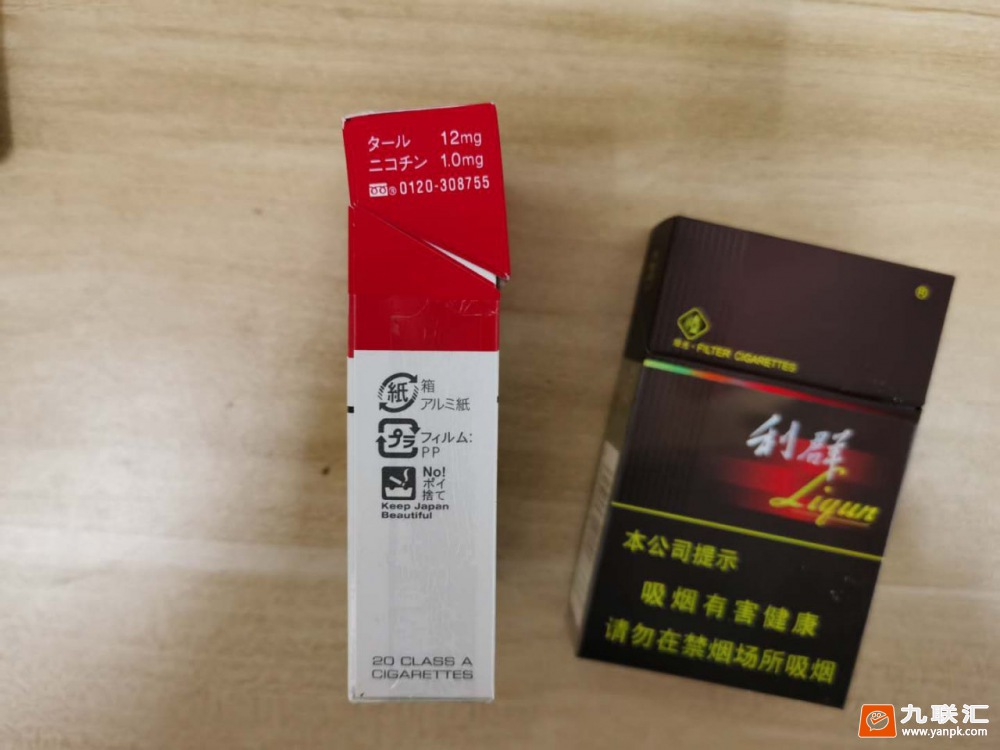 タール 12mg
ニコチン 1.0mg
0120-308755
紙
箱
アルミ紙
プラ
フィルム:
PP
No!
ポイ
捨て
Keep Japan
Beautiful
20 CLASS A
CIGARETTES
®
FILTER CIGARETTES
利群
Liqun
本公司提示
吸烟有害健康
请勿在禁烟场所吸烟
九联汇
www.yanpk.com